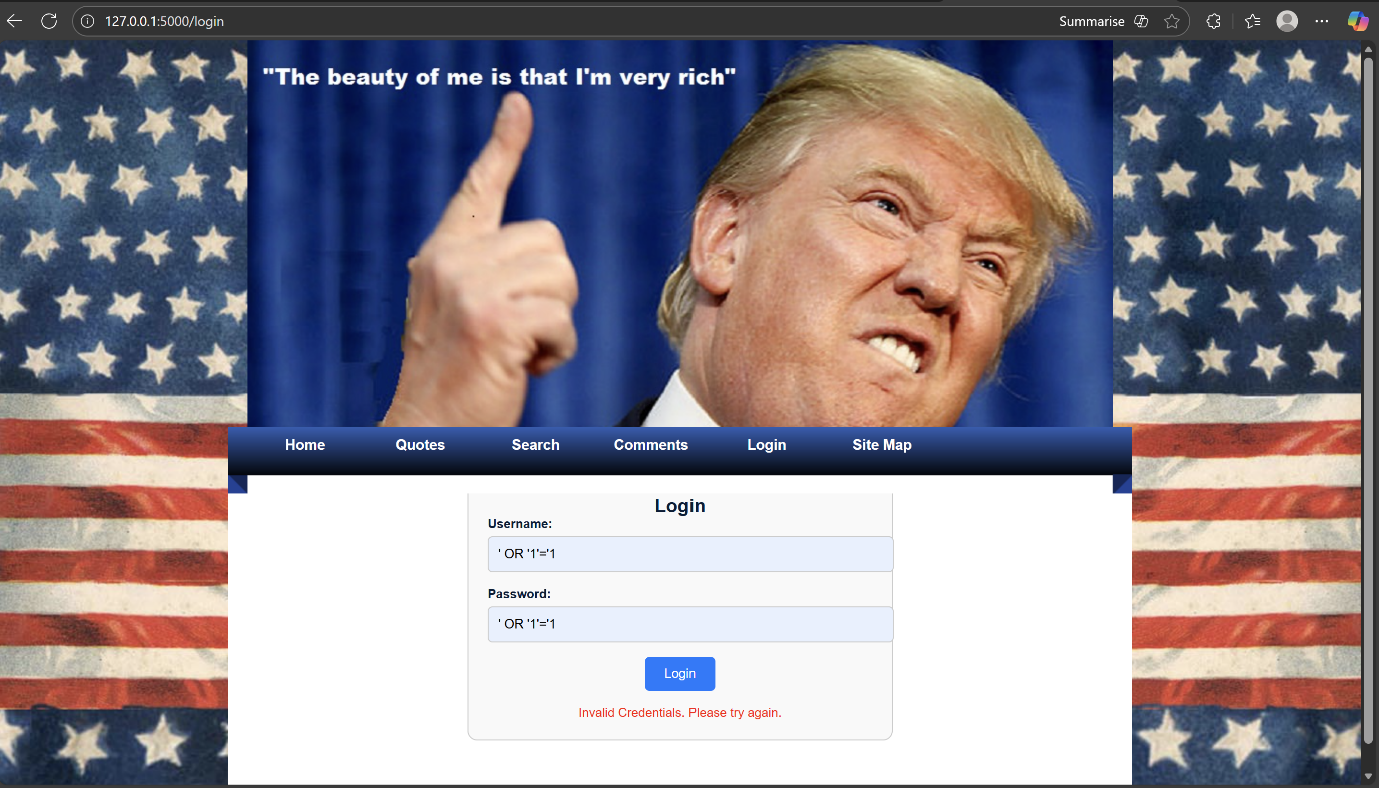 127.0.0.1:5000/login
Summarise
"The beauty of me is that I'm very rich"
Home Quotes Search Comments Login Site Map
Login
Username:
' OR '1'='1
Password:
' OR '1'='1
Login
Invalid Credentials. Please try again.